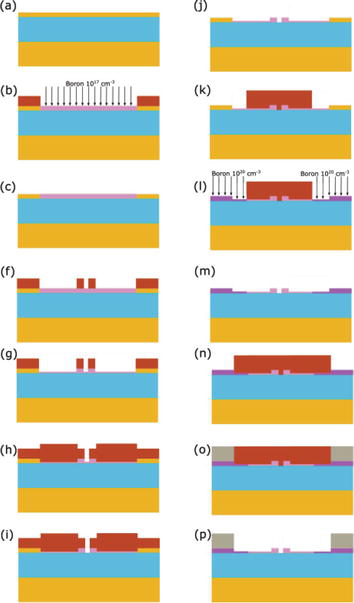 (a)
(b)
Boron 10¹⁷ cm⁻³
(c)
(f)
(g)
(h)
(i)
(j)
(k)
(l)
Boron 10²⁰ cm⁻³ Boron 10²⁰ cm⁻³
(m)
(n)
(o)
(p)